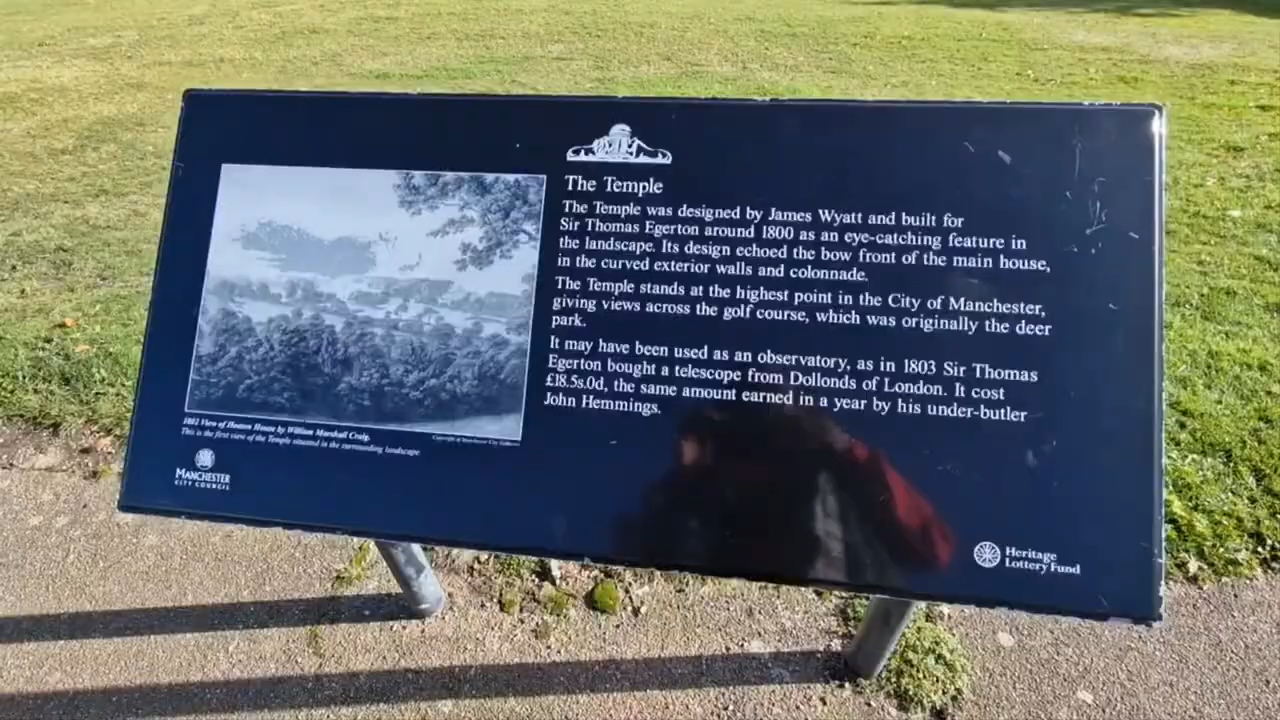 The Temple
The Temple was designed by James Wyatt and built for
Sir Thomas Egerton around 1800 as an eye-catching feature in
the landscape. Its design echoed the bow front of the main house,
in the curved exterior walls and colonnade.
The Temple stands at the highest point in the City of Manchester,
giving views across the golf course, which was originally the deer
park.
It may have been used as an observatory, as in 1803 Sir Thomas
Egerton bought a telescope from Dollonds of London. It cost
£18.5s.0d, the same amount earned in a year by his under-butler
John Hemmings.
1802 View of Heaton House by William Marshall Craig.
This is the first view of the Temple situated in the surrounding landscape
Copyright of Manchester City Galleries
MANCHESTER
CITY COUNCIL
Heritage
Lottery Fund